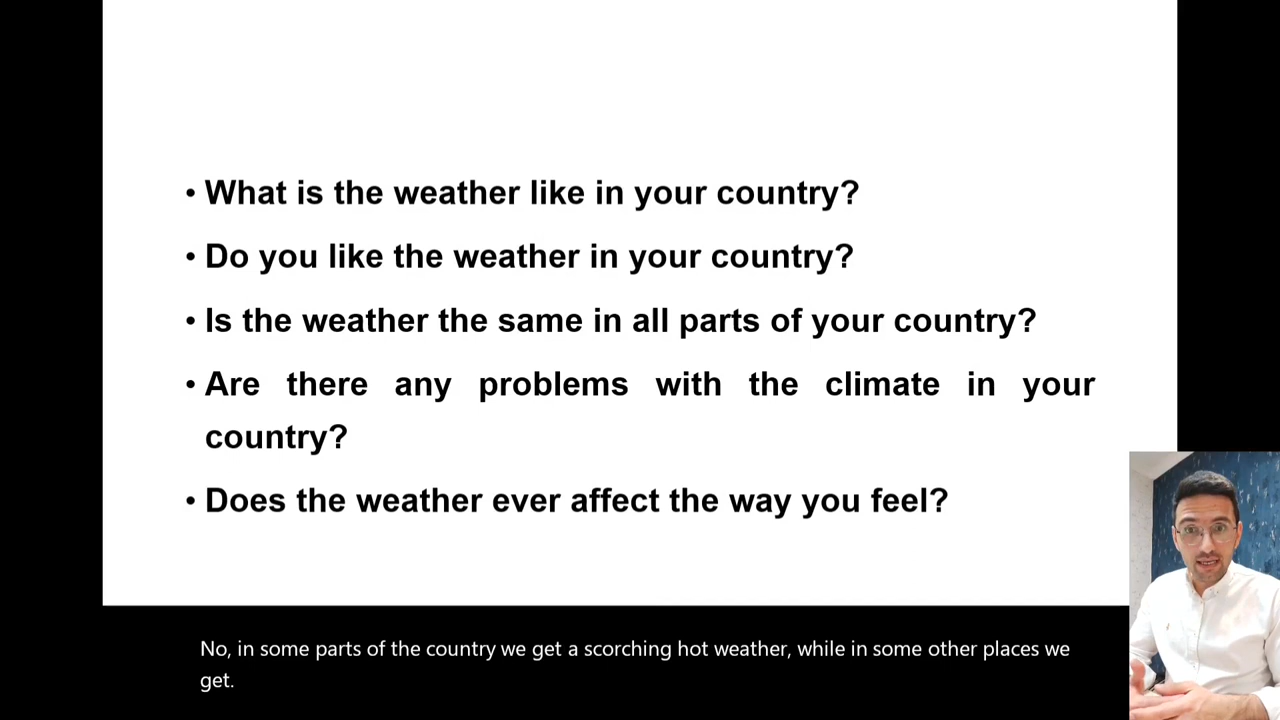 • What is the weather like in your country?
• Do you like the weather in your country?
• Is the weather the same in all parts of your country?
• Are there any problems with the climate in your
country?
• Does the weather ever affect the way you feel?
No, in some parts of the country we get a scorching hot weather, while in some other places we
get.